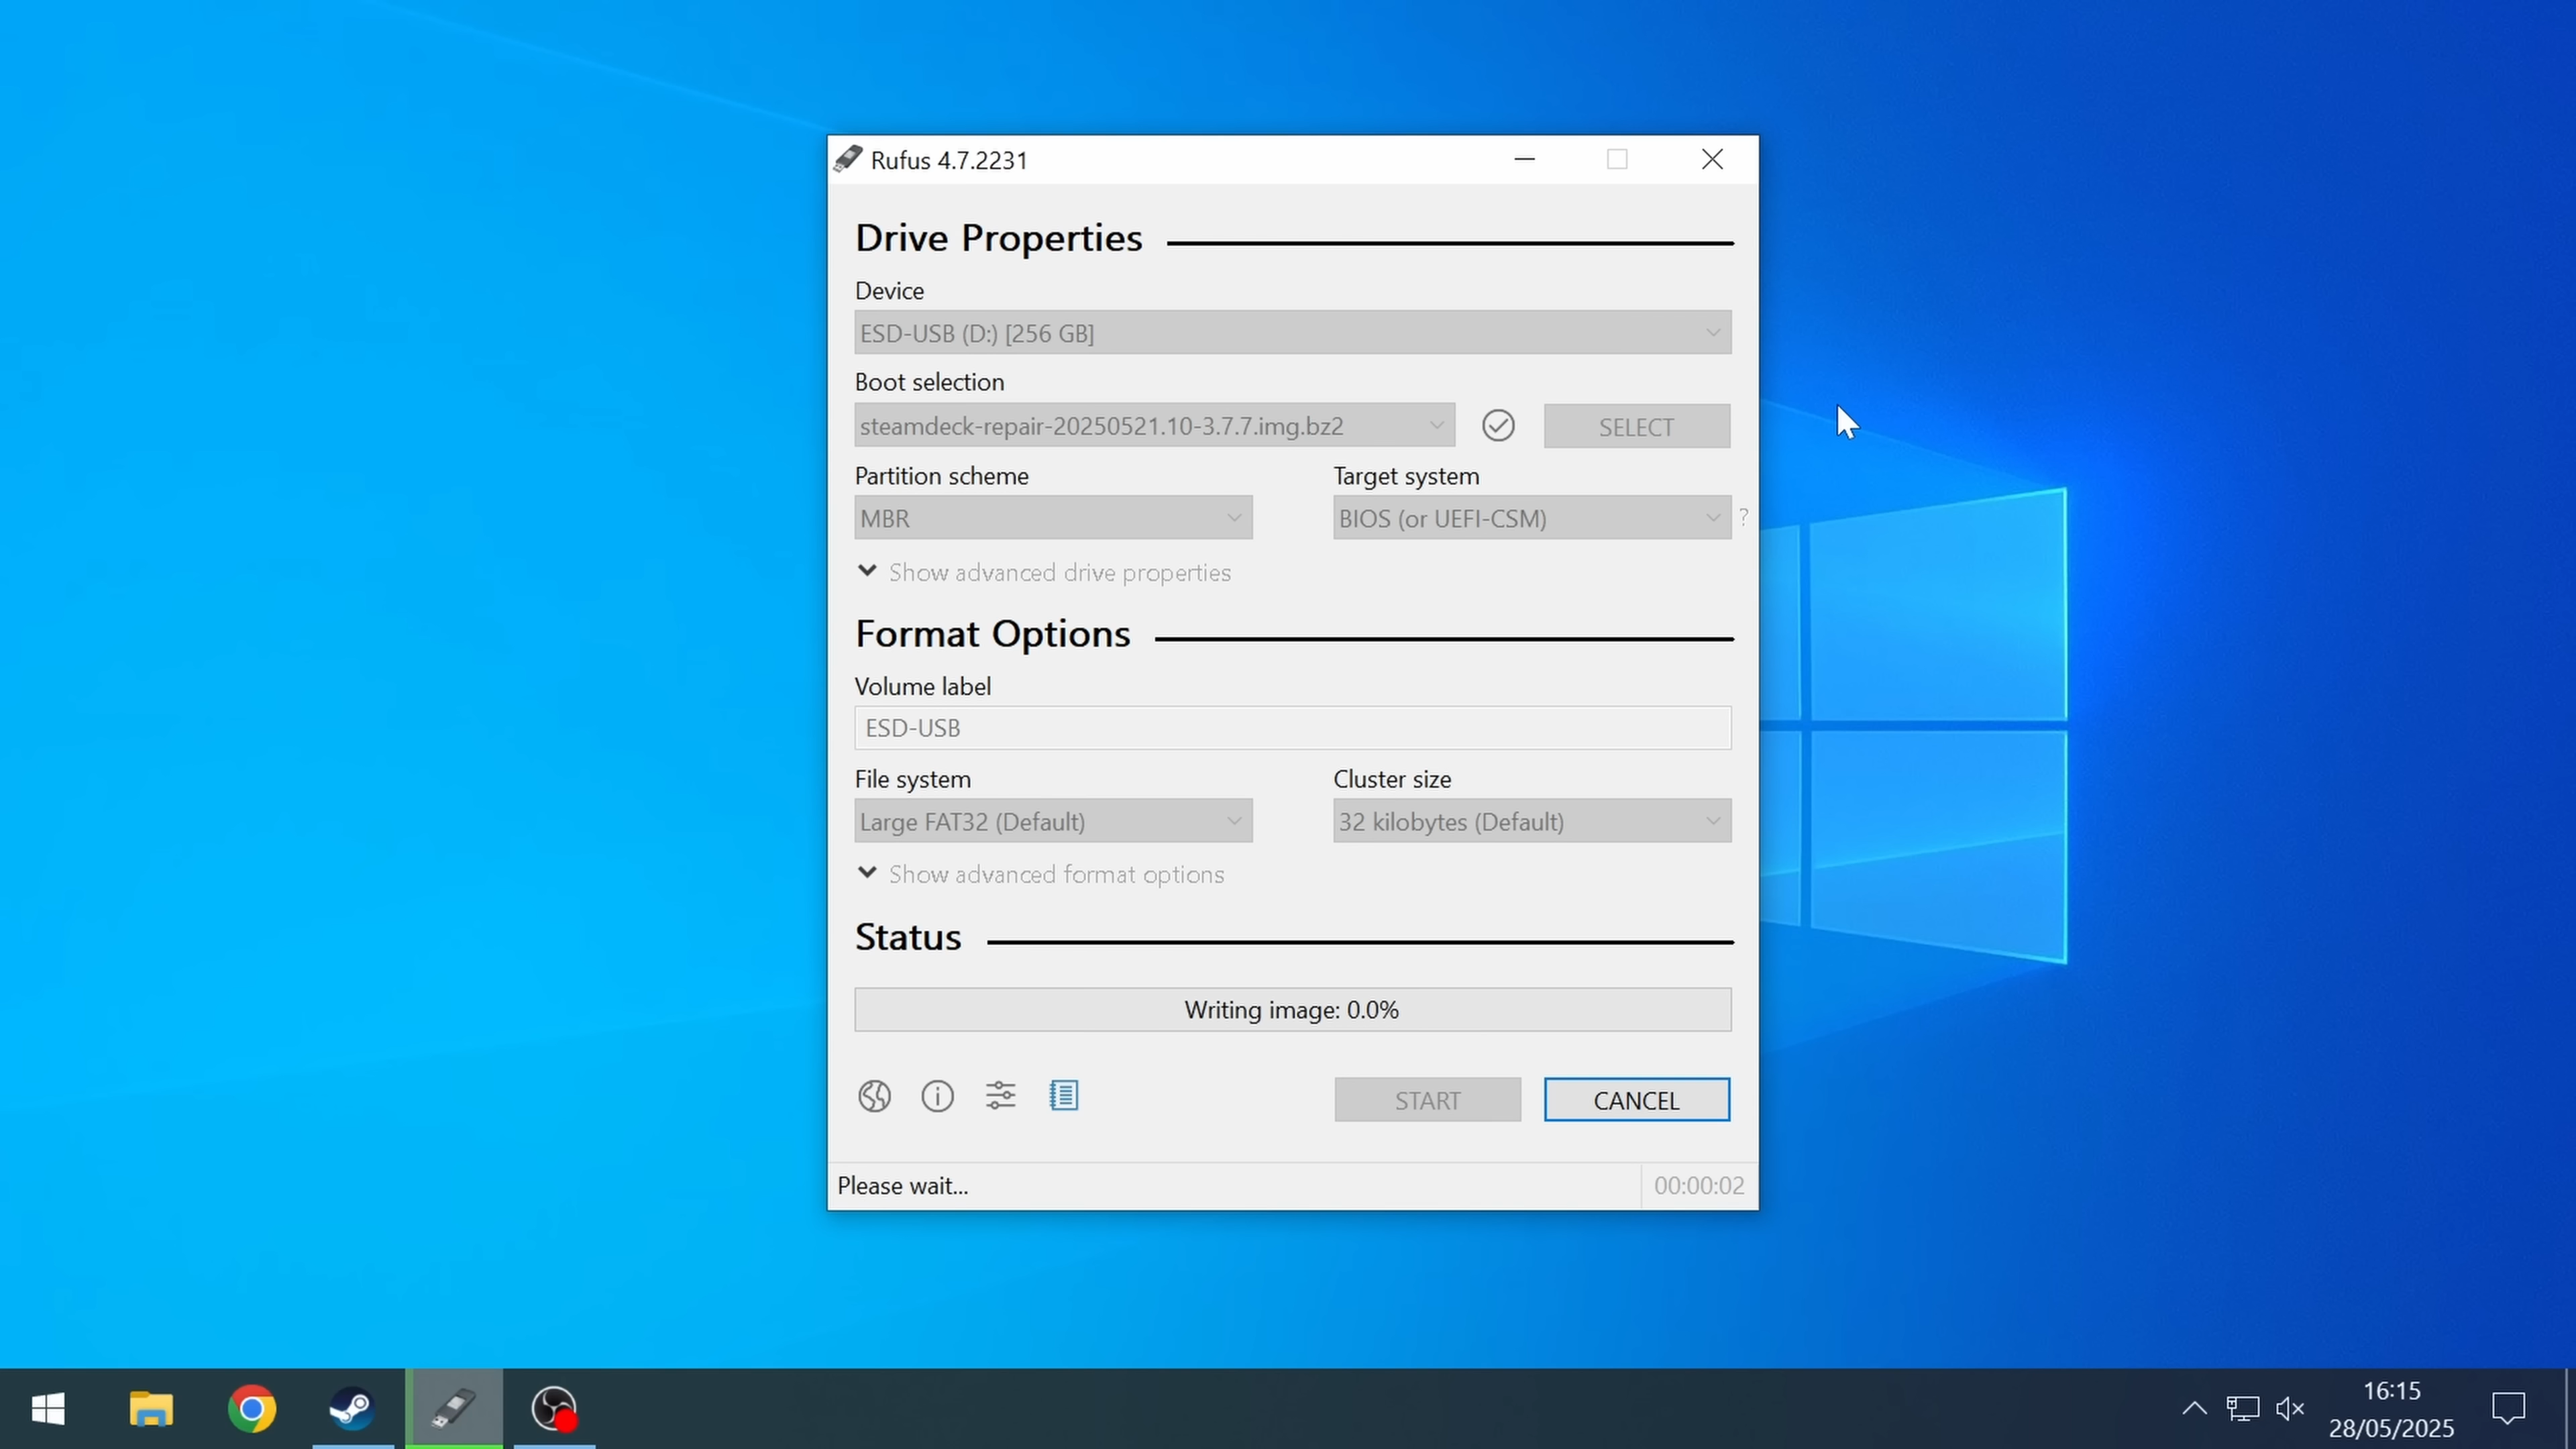 Rufus 4.7.2231
Drive Properties
Device
ESD-USB (D:) [256 GB]
Boot selection
steamdeck-repair-20250521.10-3.7.7.img.bz2
SELECT
Partition scheme
Target system
MBR
BIOS (or UEFI-CSM)
?
Show advanced drive properties
Format Options
Volume label
ESD-USB
File system
Cluster size
Large FAT32 (Default)
32 kilobytes (Default)
Show advanced format options
Status
Writing image: 0.0%
START
CANCEL
Please wait...
00:00:02
16:15
28/05/2025